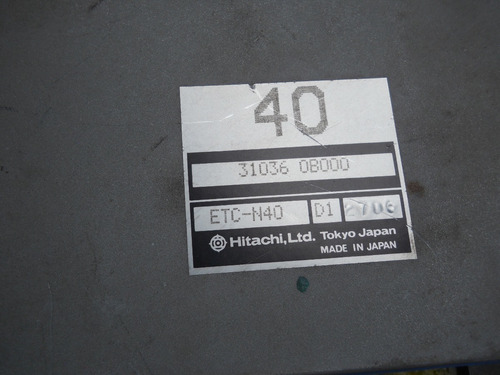 40
31036 0B000
ETC-N40 D1 2706
Hitachi, Ltd. Tokyo Japan
MADE IN JAPAN